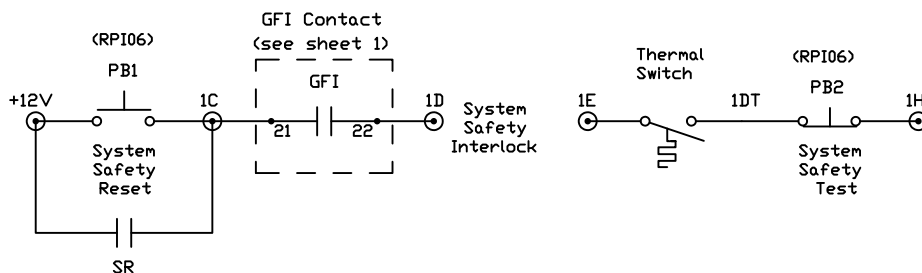 GFI Contact
(see sheet 1)
(RPI06)
PB1
GFI
+12V
1C
21
22
1D
System
Safety
Reset
SR
System
Safety
Interlock
Thermal
Switch
(RPI06)
PB2
1E
1DT
1H
System
Safety
Test